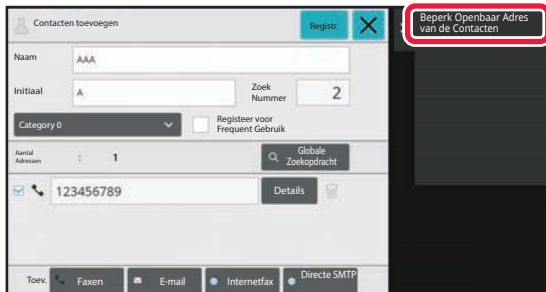 Contacten toevoegen
Registr.
Beperk Openbaar Adres
van de Contacten
Naam
AAA
Initiaal
A
Zoek
Nummer
2
Category 0
Registeer voor
Frequent Gebruik
Aantal
Adressen
:
1
Globale
Zoekopdracht
123456789
Details
Toev.
Faxen
E-mail
Internetfax
Directe SMTP